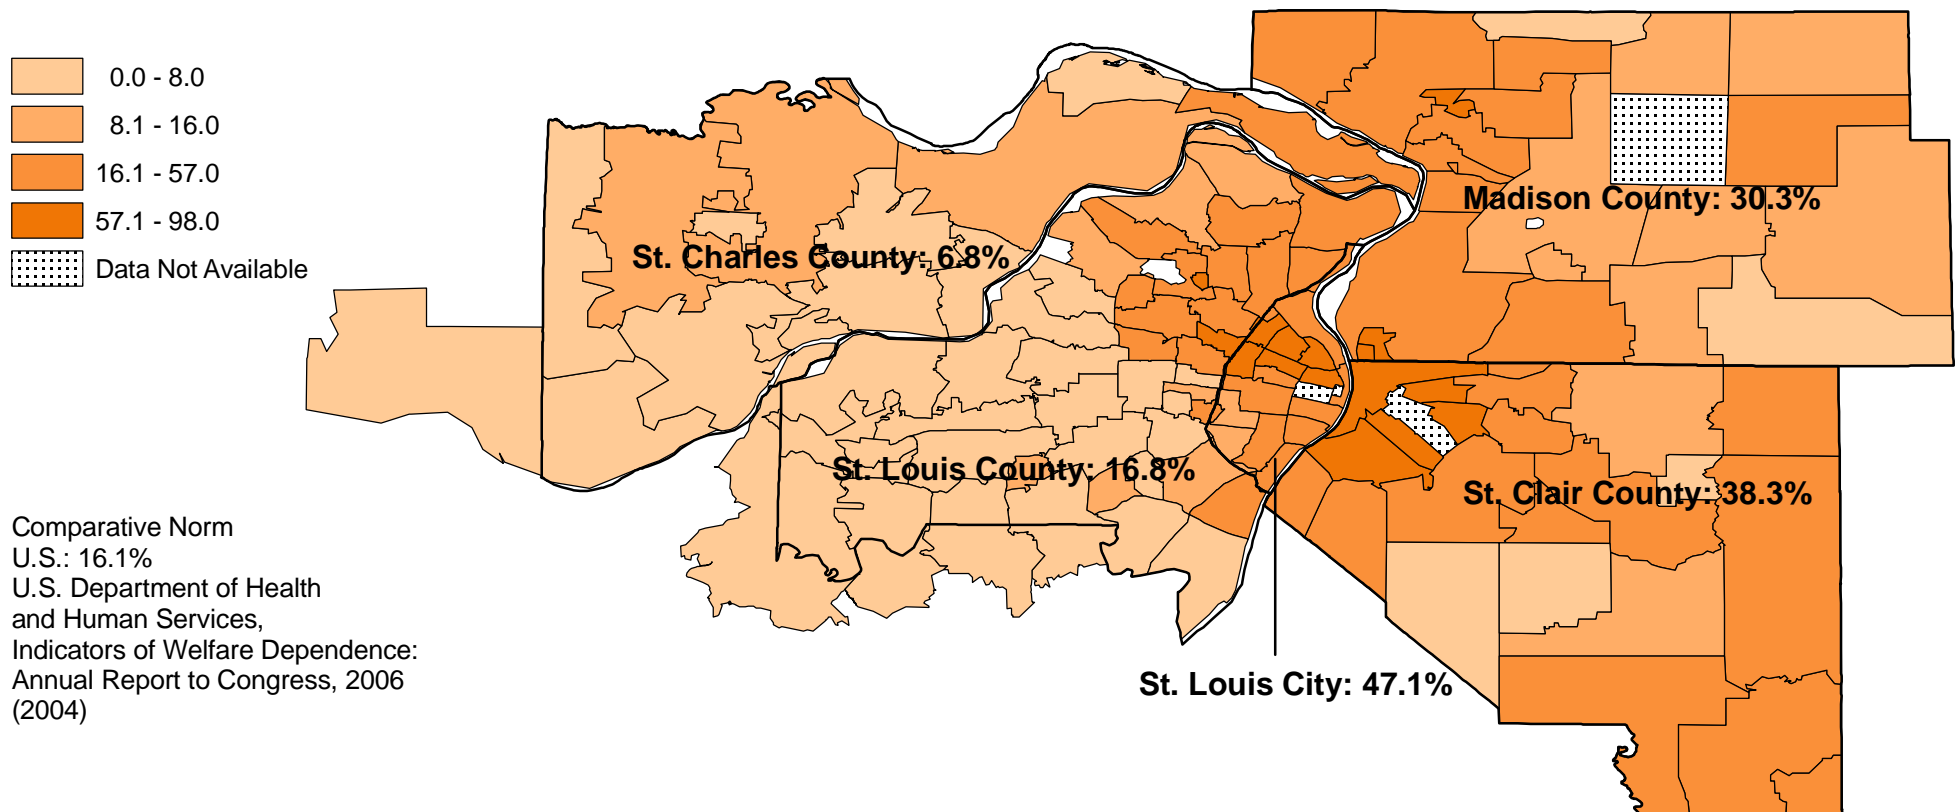 0.0 - 8.0
8.1 - 16.0
16.1 - 57.0
57.1 - 98.0
Data Not Available
Madison County: 30.3%
St. Charles County: 6.8%
St. Louis County: 16.8%
St. Clair County: 38.3%
St. Louis City: 47.1%
Comparative Norm
U.S.: 16.1%
U.S. Department of Health
and Human Services,
Indicators of Welfare Dependence:
Annual Report to Congress, 2006
(2004)